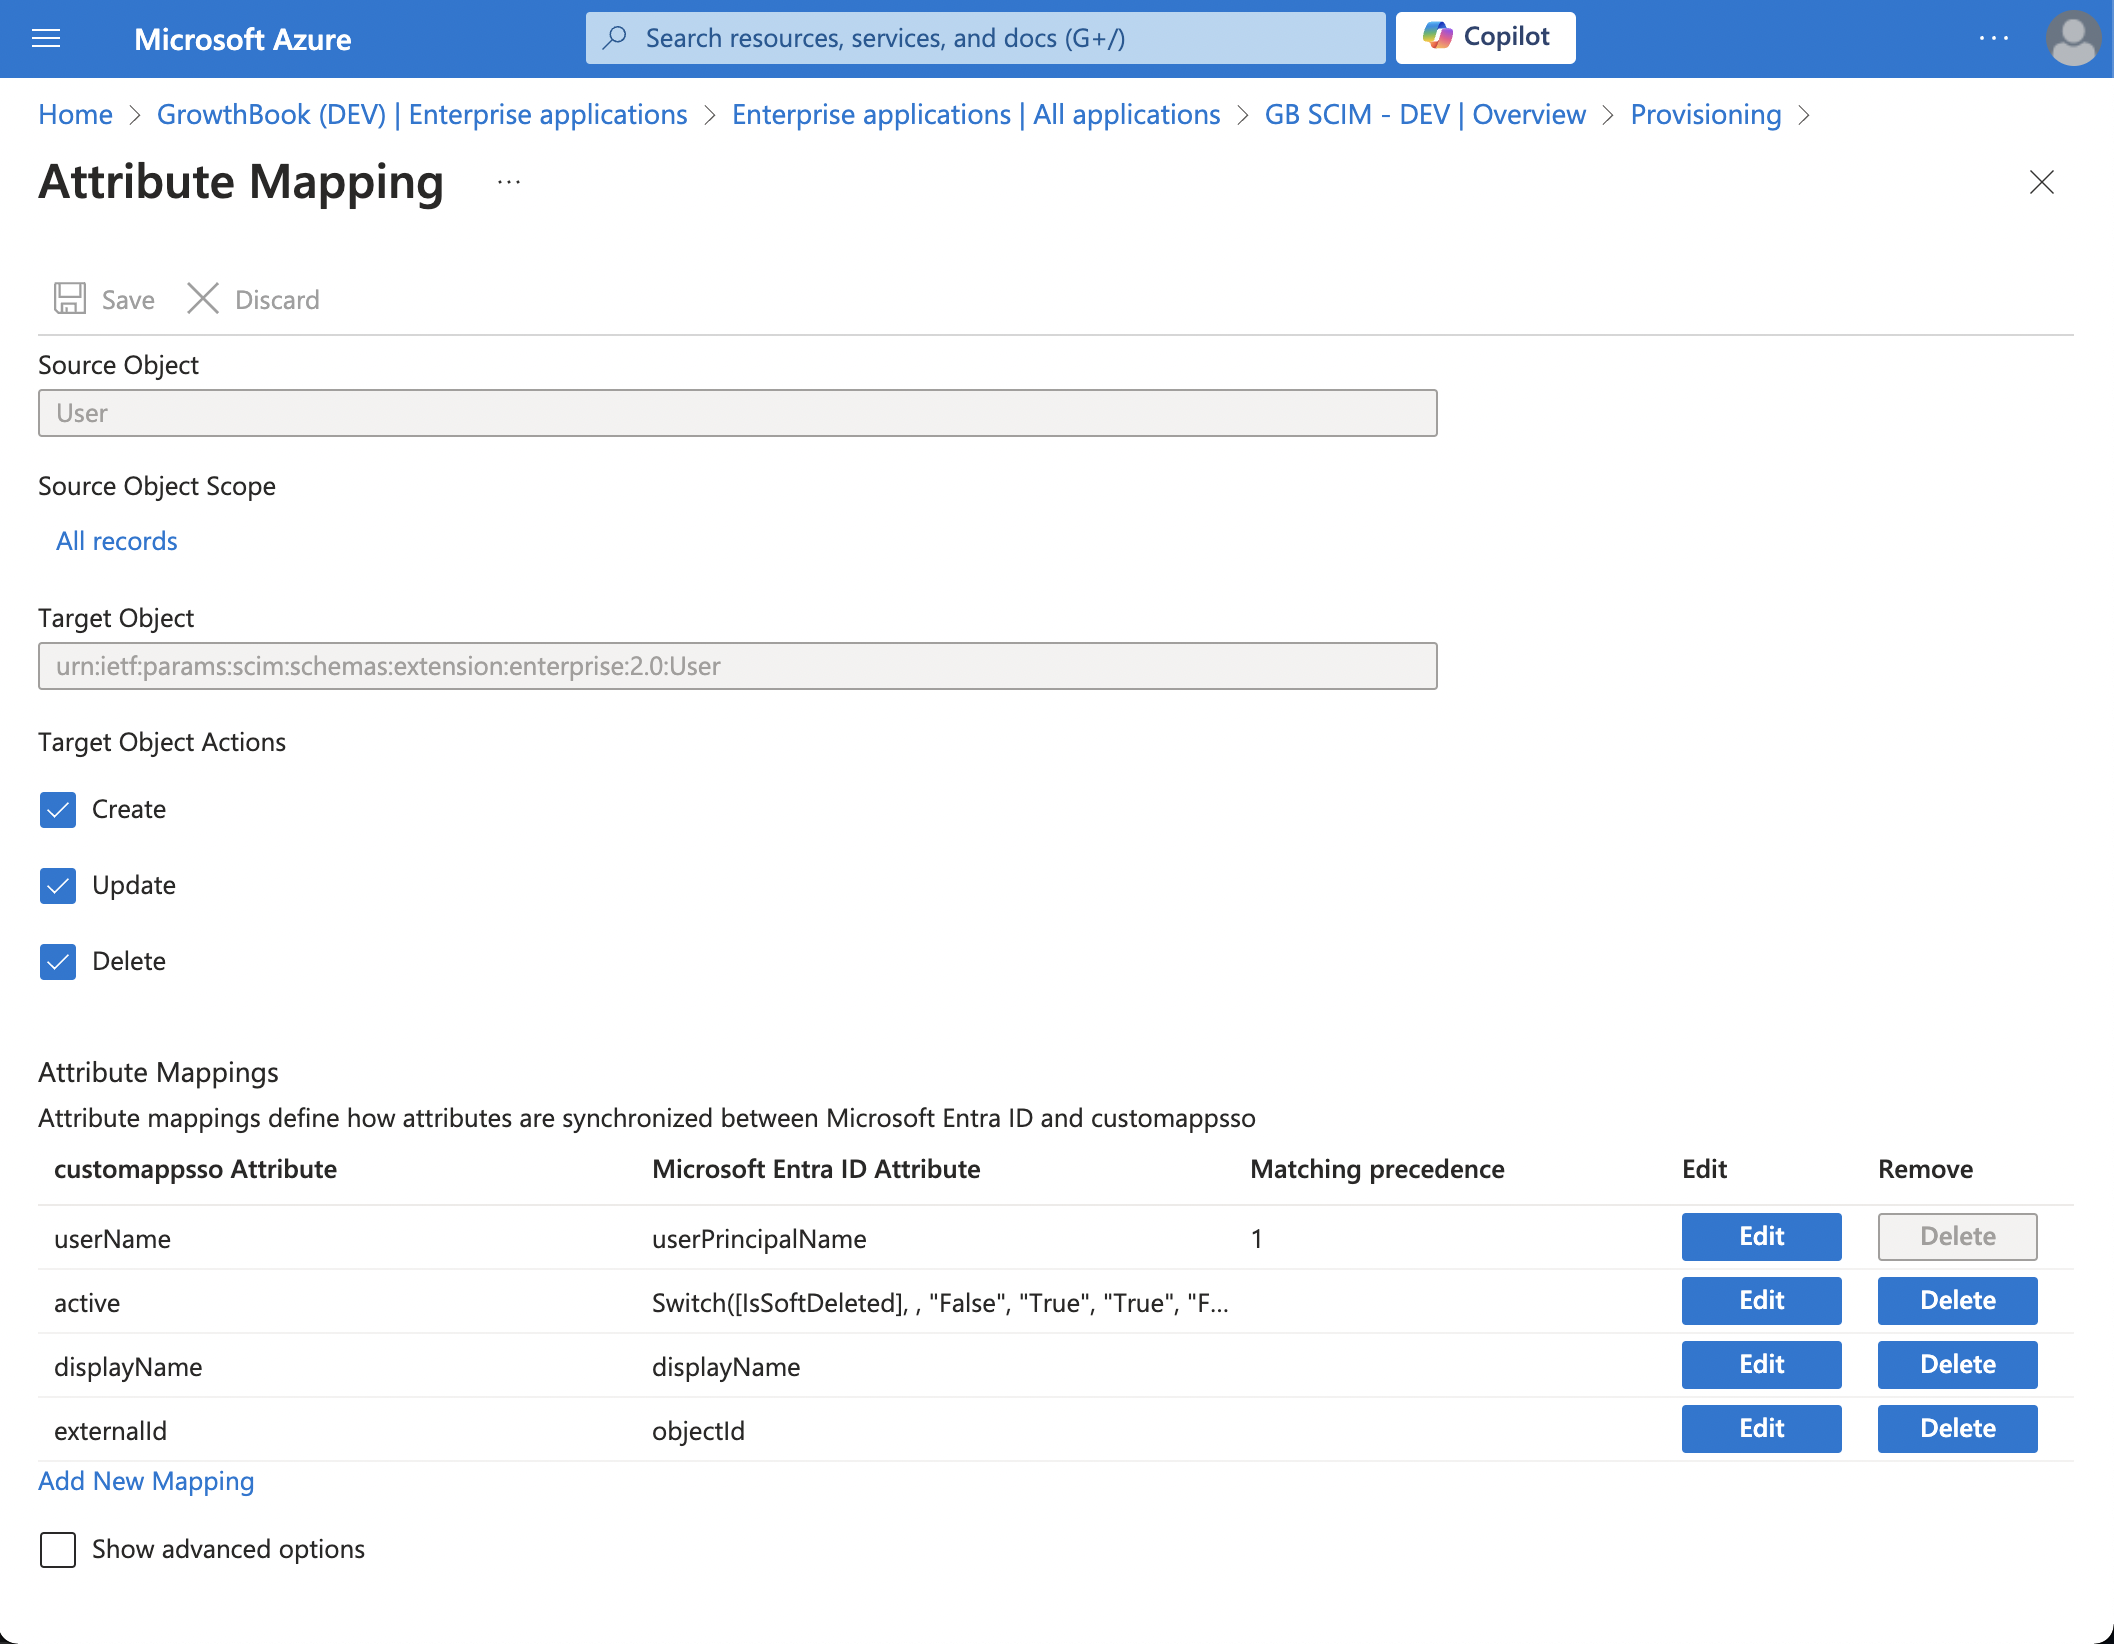 Microsoft Azure
Search resources, services, and docs (G+/)
Copilot
Home > GrowthBook (DEV) | Enterprise applications > Enterprise applications | All applications > GB SCIM - DEV | Overview > Provisioning >
Attribute Mapping ...
Save Discard
Source Object
User
Source Object Scope
All records
Target Object
urn:ietf:params:scim:schemas:extension:enterprise:2.0:User
Target Object Actions
Create
Update
Delete
Attribute Mappings
Attribute mappings define how attributes are synchronized between Microsoft Entra ID and customappsso
customappsso Attribute Microsoft Entra ID Attribute Matching precedence Edit Remove
userName userPrincipalName 1 Edit Delete
active Switch([IsSoftDeleted], , "False", "True", "True", "F... Edit Delete
displayName displayName Edit Delete
externalId objectId Edit Delete
Add New Mapping
Show advanced options